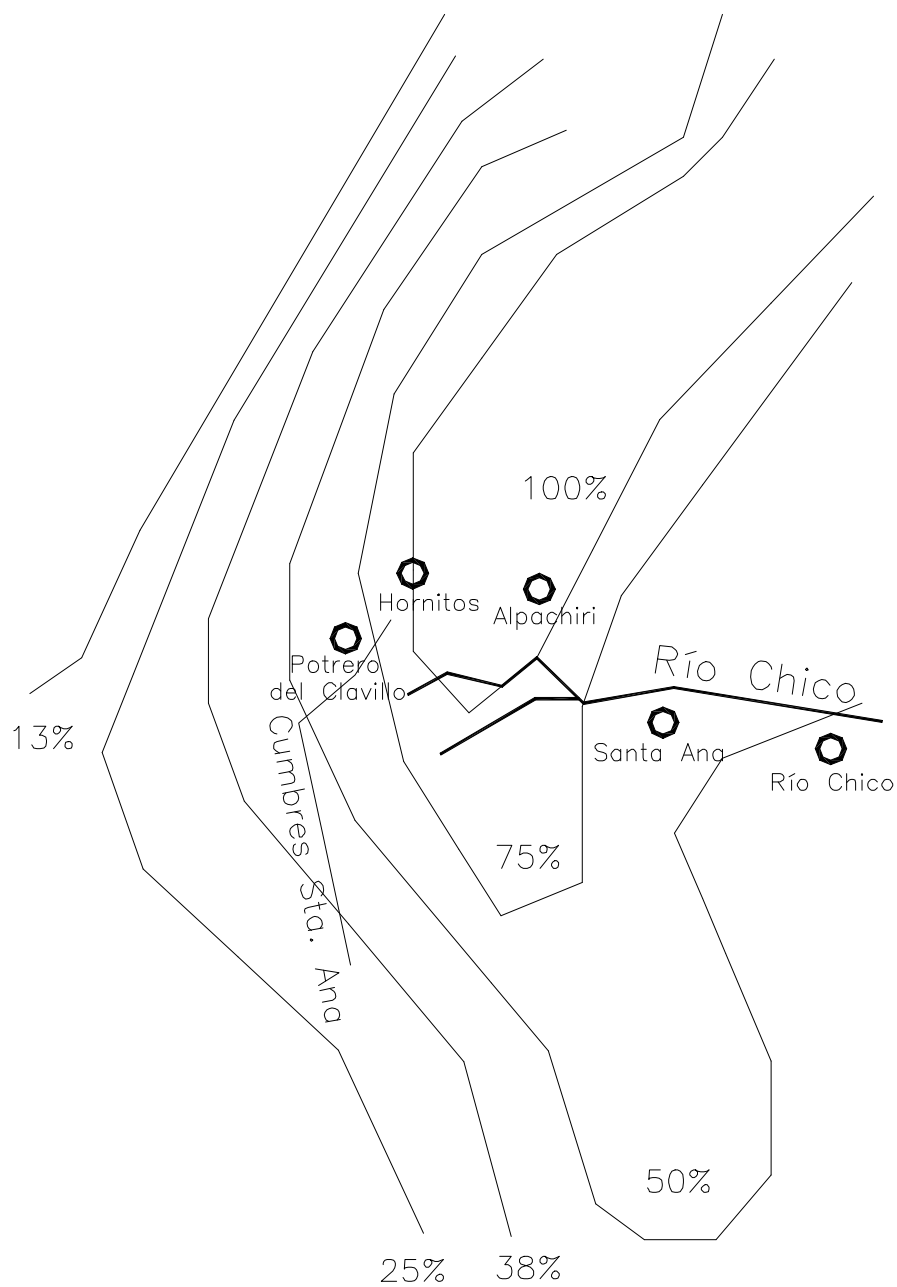 100%
Hornitos
Alpachiri
Potrero
del Clavillo
Río Chico
13%
Cumbres Sta. Ana
Santa Ana
Río Chico
75%
50%
25%
38%